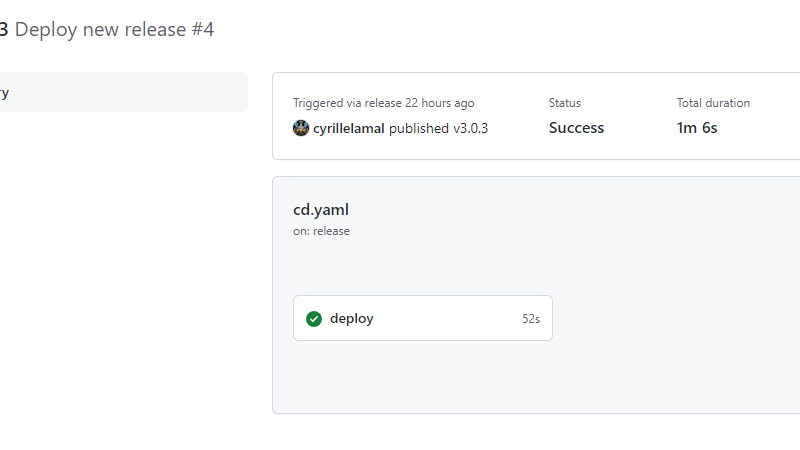 3 Deploy new release #4
ry
Triggered via release 22 hours ago
Status
Total duration
cyrillelamal published v3.0.3
Success
1m 6s
cd.yaml
on: release
deploy
52s